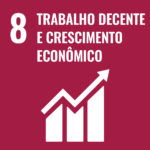 8 TRABALHO DECENTE
E CRESCIMENTO
ECONÔMICO